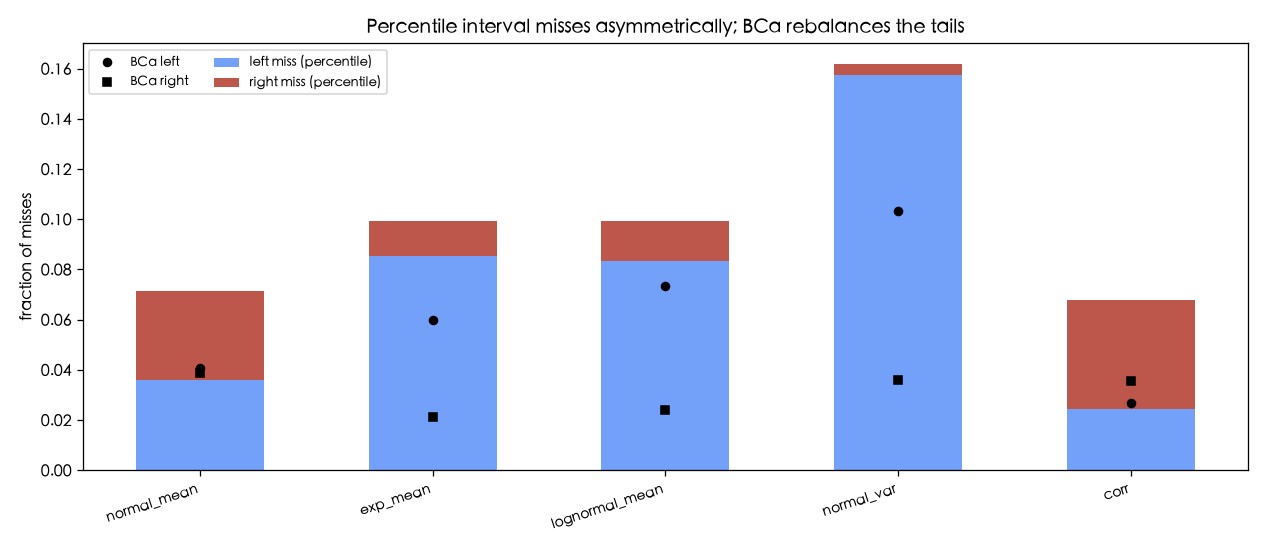 Percentile interval misses asymmetrically; BCa rebalances the tails
BCa left
BCa right
left miss (percentile)
right miss (percentile)
fraction of misses
0.16
0.14
0.12
0.10
0.08
0.06
0.04
0.02
0.00
normal_mean
exp_mean
lognormal_mean
normal_var
corr